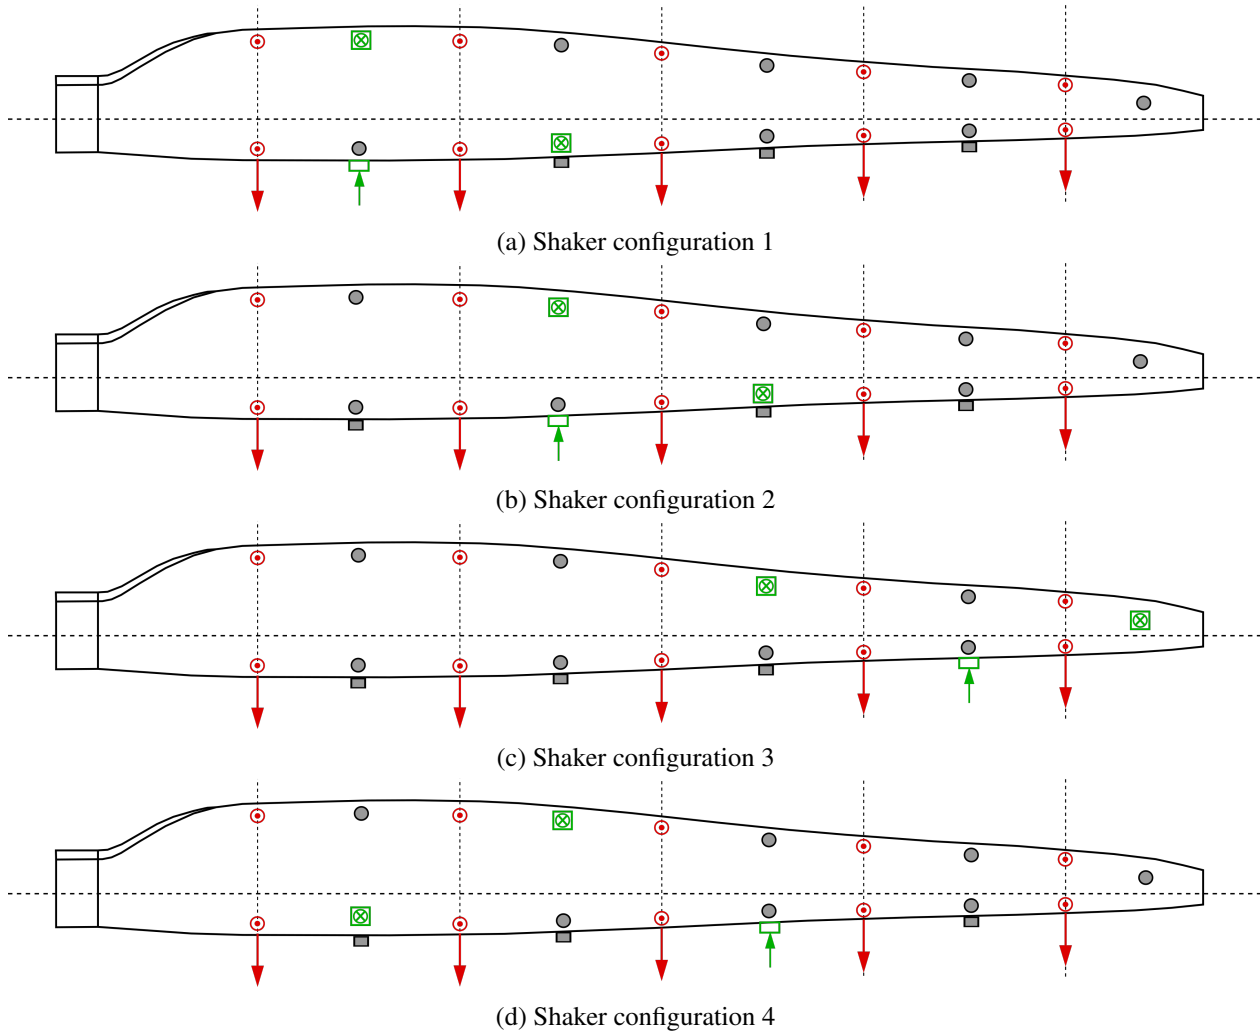 (a) Shaker configuration 1
(b) Shaker configuration 2
(c) Shaker configuration 3
(d) Shaker configuration 4